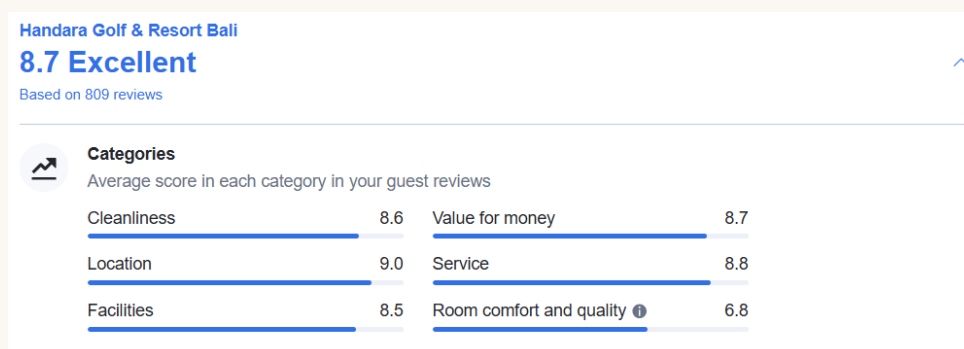 Handara Golf & Resort Bali
8.7 Excellent
Based on 809 reviews
Categories
Average score in each category in your guest reviews
Cleanliness 8.6
Value for money 8.7
Location 9.0
Service 8.8
Facilities 8.5
Room comfort and quality 6.8